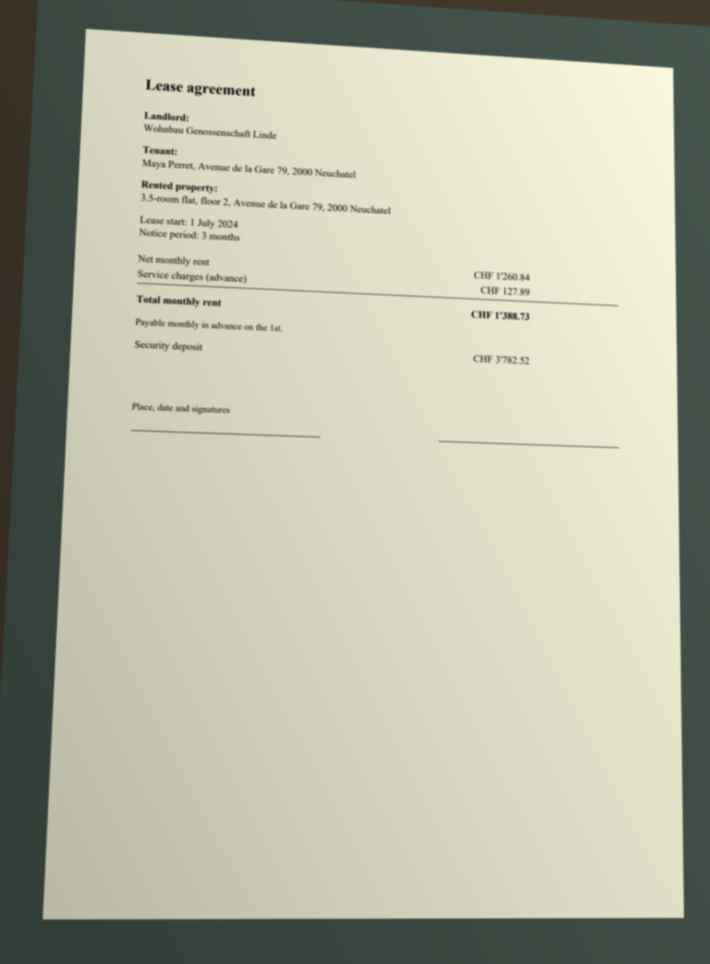 Lease agreement
Landlord:
Wohnbau Genossenschaft Linde
Tenant:
Maya Perret, Avenue de la Gare 79, 2000 Neuchatel
Rented property:
3.5-room flat, floor 2, Avenue de la Gare 79, 2000 Neuchatel
Lease start: 1 July 2024
Notice period: 3 months
Net monthly rent CHF 1'260.84
Service charges (advance) CHF 127.89
Total monthly rent CHF 1'388.73
Payable monthly in advance on the 1st.
Security deposit CHF 3'782.52
Place, date and signatures